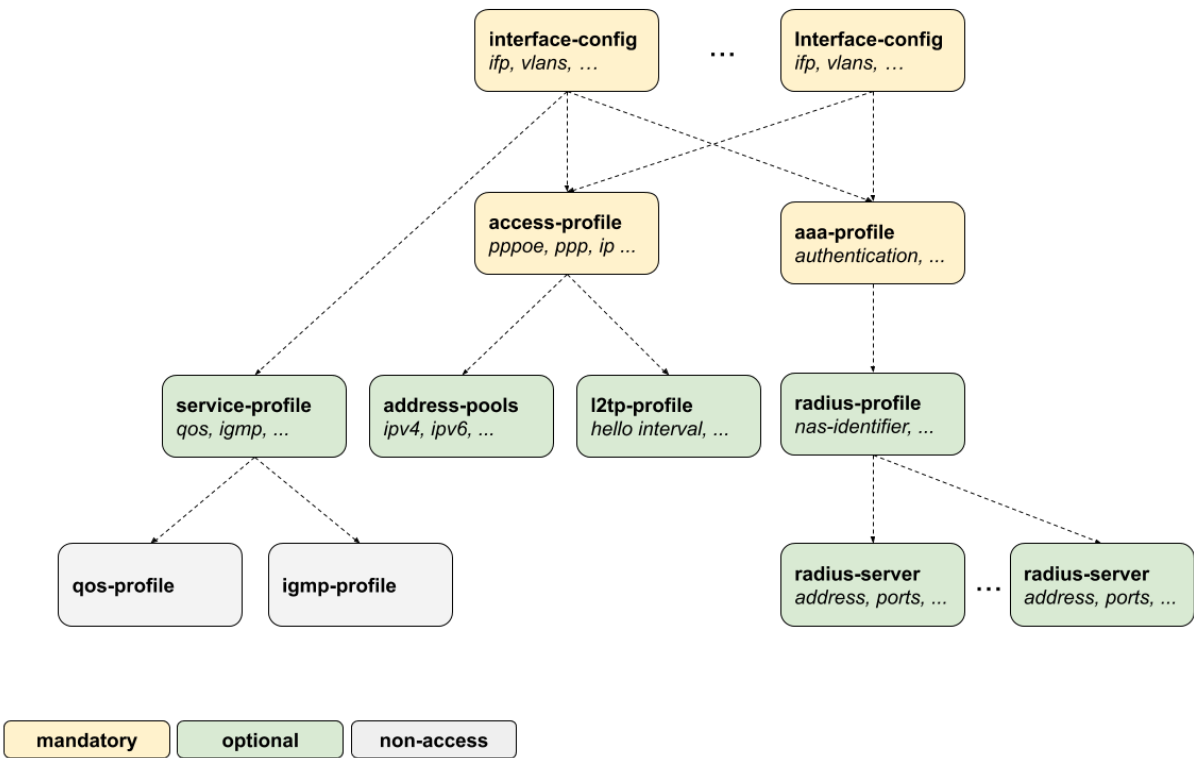 interface-config
ifp, vlans, …
...
Interface-config
ifp, vlans, …
access-profile
pppoe, ppp, ip ...
aaa-profile
authentication, ...
service-profile
qos, igmp, ...
address-pools
ipv4, ipv6, ...
l2tp-profile
hello interval, ...
radius-profile
nas-identifier, ...
qos-profile
igmp-profile
radius-server
address, ports, ...
...
radius-server
address, ports, ...
mandatory
optional
non-access